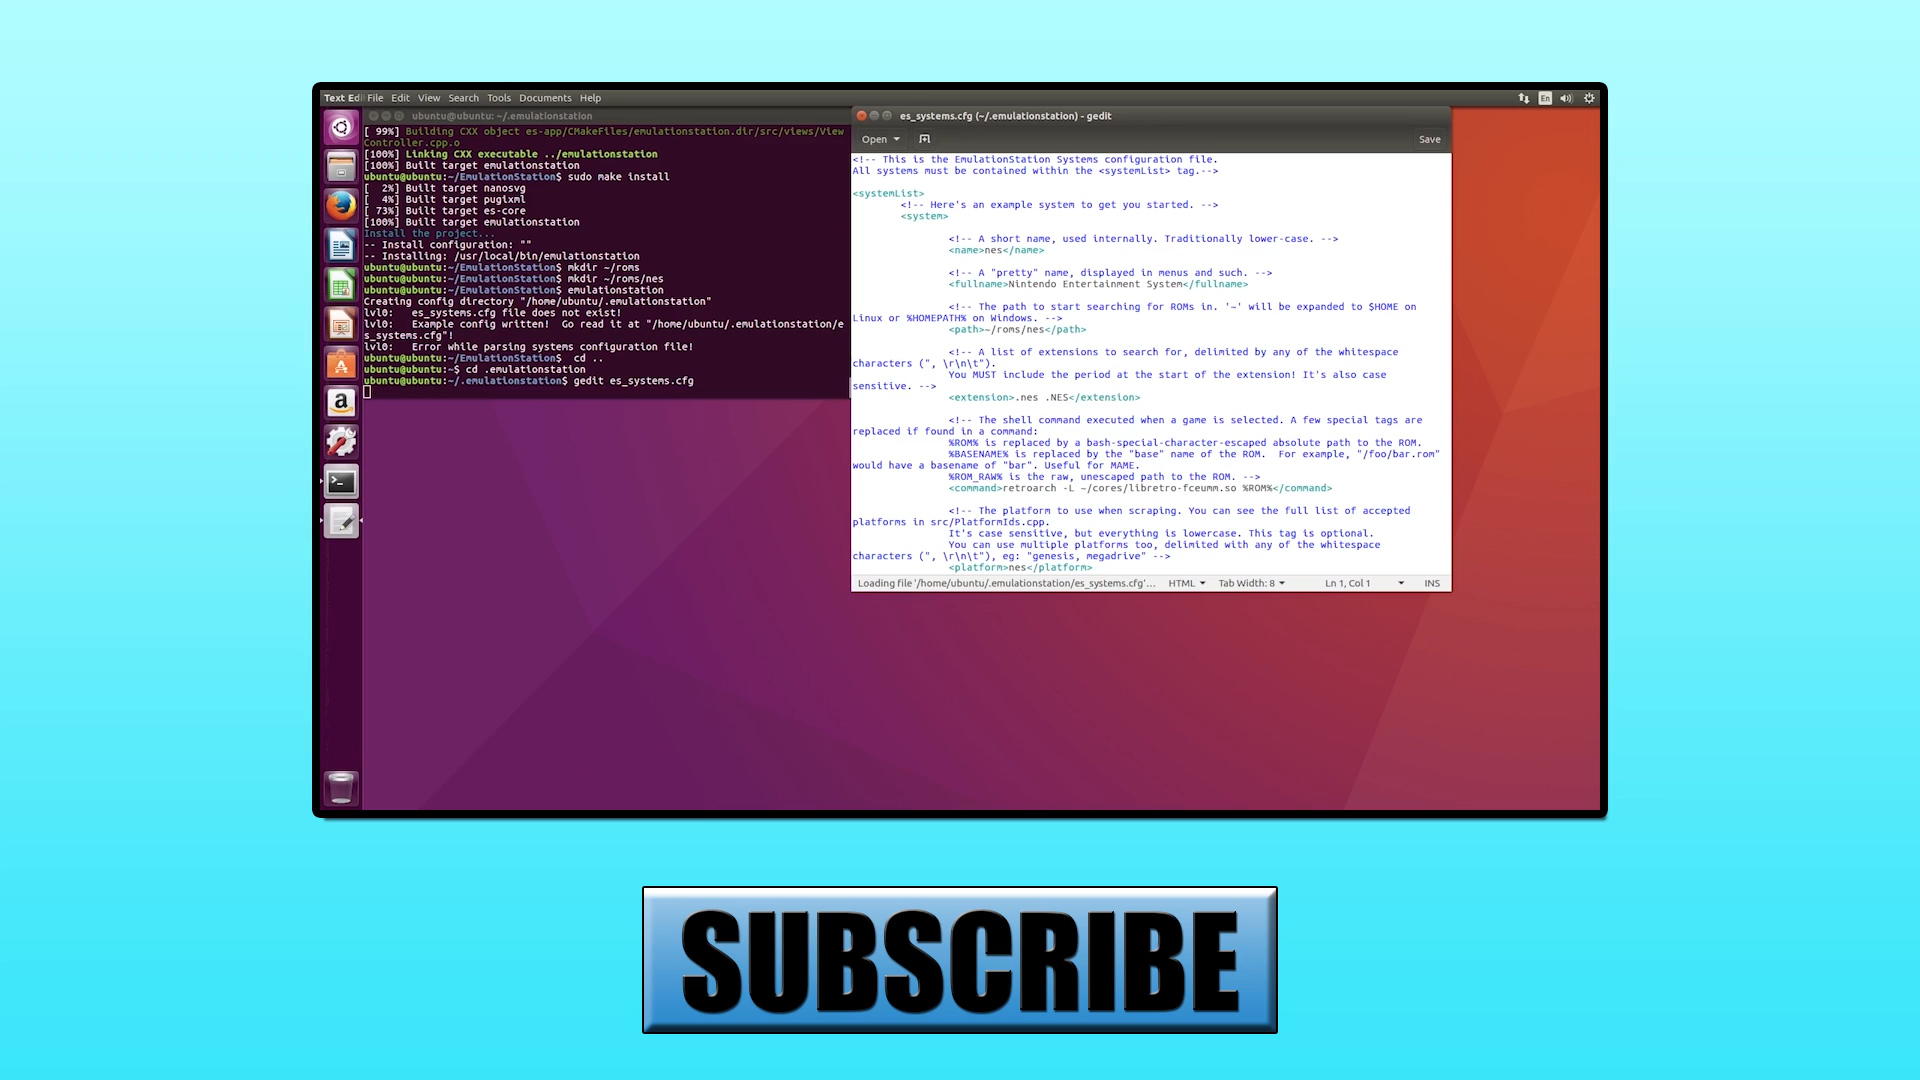 Text Edi File Edit View Search Tools Documents Help
En
ubuntu@ubuntu: ~/.emulationstation
[ 99%] Building CXX object es-app/CMakeFiles/emulationstation.dir/src/views/View
Controller.cpp.o
[100%] Linking CXX executable ../emulationstation
[100%] Built target emulationstation
ubuntu@ubuntu:~/EmulationStation$ sudo make install
[  2%] Built target nanosvg
[  4%] Built target pugixml
[ 73%] Built target es-core
[100%] Built target emulationstation
Install the project...
-- Install configuration: ""
-- Installing: /usr/local/bin/emulationstation
ubuntu@ubuntu:~/EmulationStation$ mkdir ~/roms
ubuntu@ubuntu:~/EmulationStation$ mkdir ~/roms/nes
ubuntu@ubuntu:~/EmulationStation$ emulationstation
Creating config directory "/home/ubuntu/.emulationstation"
lvl0:   es_systems.cfg file does not exist!
lvl0:   Example config written!  Go read it at "/home/ubuntu/.emulationstation/e
s_systems.cfg"!
lvl0:   Error while parsing systems configuration file!
ubuntu@ubuntu:~/EmulationStation$  cd ..
ubuntu@ubuntu:~$ cd .emulationstation
ubuntu@ubuntu:~/.emulationstation$ gedit es_systems.cfg
es_systems.cfg (~/.emulationstation) - gedit
Open Save
<!-- This is the EmulationStation Systems configuration file.
All systems must be contained within the <systemList> tag.-->
<systemList>
<!-- Here's an example system to get you started. -->
<system>
<!-- A short name, used internally. Traditionally lower-case. -->
<name>nes</name>
<!-- A "pretty" name, displayed in menus and such. -->
<fullname>Nintendo Entertainment System</fullname>
<!-- The path to start searching for ROMs in. '~' will be expanded to $HOME on
Linux or %HOMEPATH% on Windows. -->
<path>~/roms/nes</path>
<!-- A list of extensions to search for, delimited by any of the whitespace
characters (", \r\n\t").
You MUST include the period at the start of the extension! It's also case
sensitive. -->
<extension>.nes .NES</extension>
<!-- The shell command executed when a game is selected. A few special tags are
replaced if found in a command:
%ROM% is replaced by a bash-special-character-escaped absolute path to the ROM.
%BASENAME% is replaced by the "base" name of the ROM.  For example, "/foo/bar.rom"
would have a basename of "bar". Useful for MAME.
%ROM_RAW% is the raw, unescaped path to the ROM. -->
<command>retroarch -L ~/cores/libretro-fceumm.so %ROM%</command>
<!-- The platform to use when scraping. You can see the full list of accepted
platforms in src/PlatformIds.cpp.
It's case sensitive, but everything is lowercase. This tag is optional.
You can use multiple platforms too, delimited with any of the whitespace
characters (", \r\n\t"), eg: "genesis, megadrive" -->
<platform>nes</platform>
Loading file '/home/ubuntu/.emulationstation/es_systems.cfg'... HTML Tab Width: 8 Ln 1, Col 1 INS
SUBSCRIBE